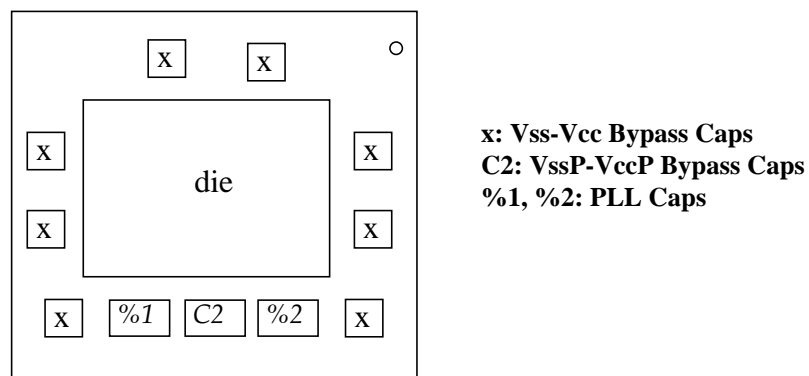 x x
x x
die
x x
x %1 C2 %2 x
x: Vss-Vcc Bypass Caps
C2: VssP-VccP Bypass Caps
%1, %2: PLL Caps